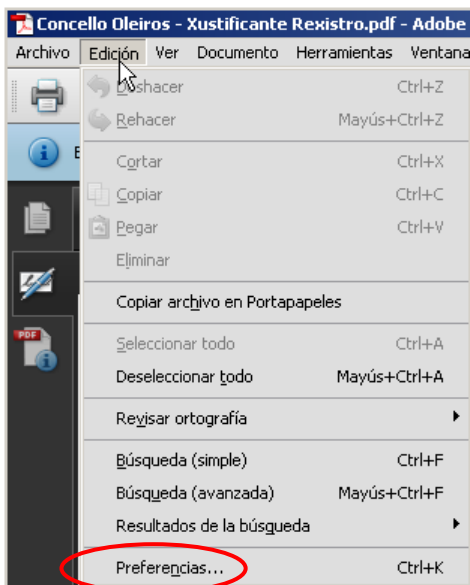 Concello Oleiros - Xustificante Rexistro.pdf - Adobe
Archivo Edición Ver Documento Herramientas Ventana
Deshacer Ctrl+Z
Rehacer Mayús+Ctrl+Z
E
Cortar Ctrl+X
Copiar Ctrl+C
Pegar Ctrl+V
Eliminar
Copiar archivo en Portapapeles
Seleccionar todo Ctrl+A
Deseleccionar todo Mayús+Ctrl+A
PDF
Revisar ortografía
Búsqueda (simple) Ctrl+F
Búsqueda (avanzada) Mayús+Ctrl+F
Resultados de la búsqueda
Preferencias... Ctrl+K